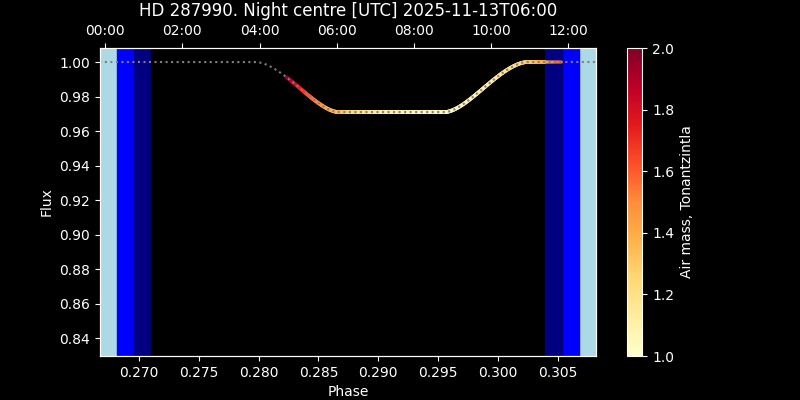 HD 287990. Night centre [UTC] 2025-11-13T06:00
00:00 02:00 04:00 06:00 08:00 10:00 12:00
1.00
0.98
0.96
0.94
0.92
0.90
0.88
0.86
0.84
Flux
0.270 0.275 0.280 0.285 0.290 0.295 0.300 0.305
Phase
2.0
1.8
1.6
1.4
1.2
1.0
Air mass, Tonantzintla